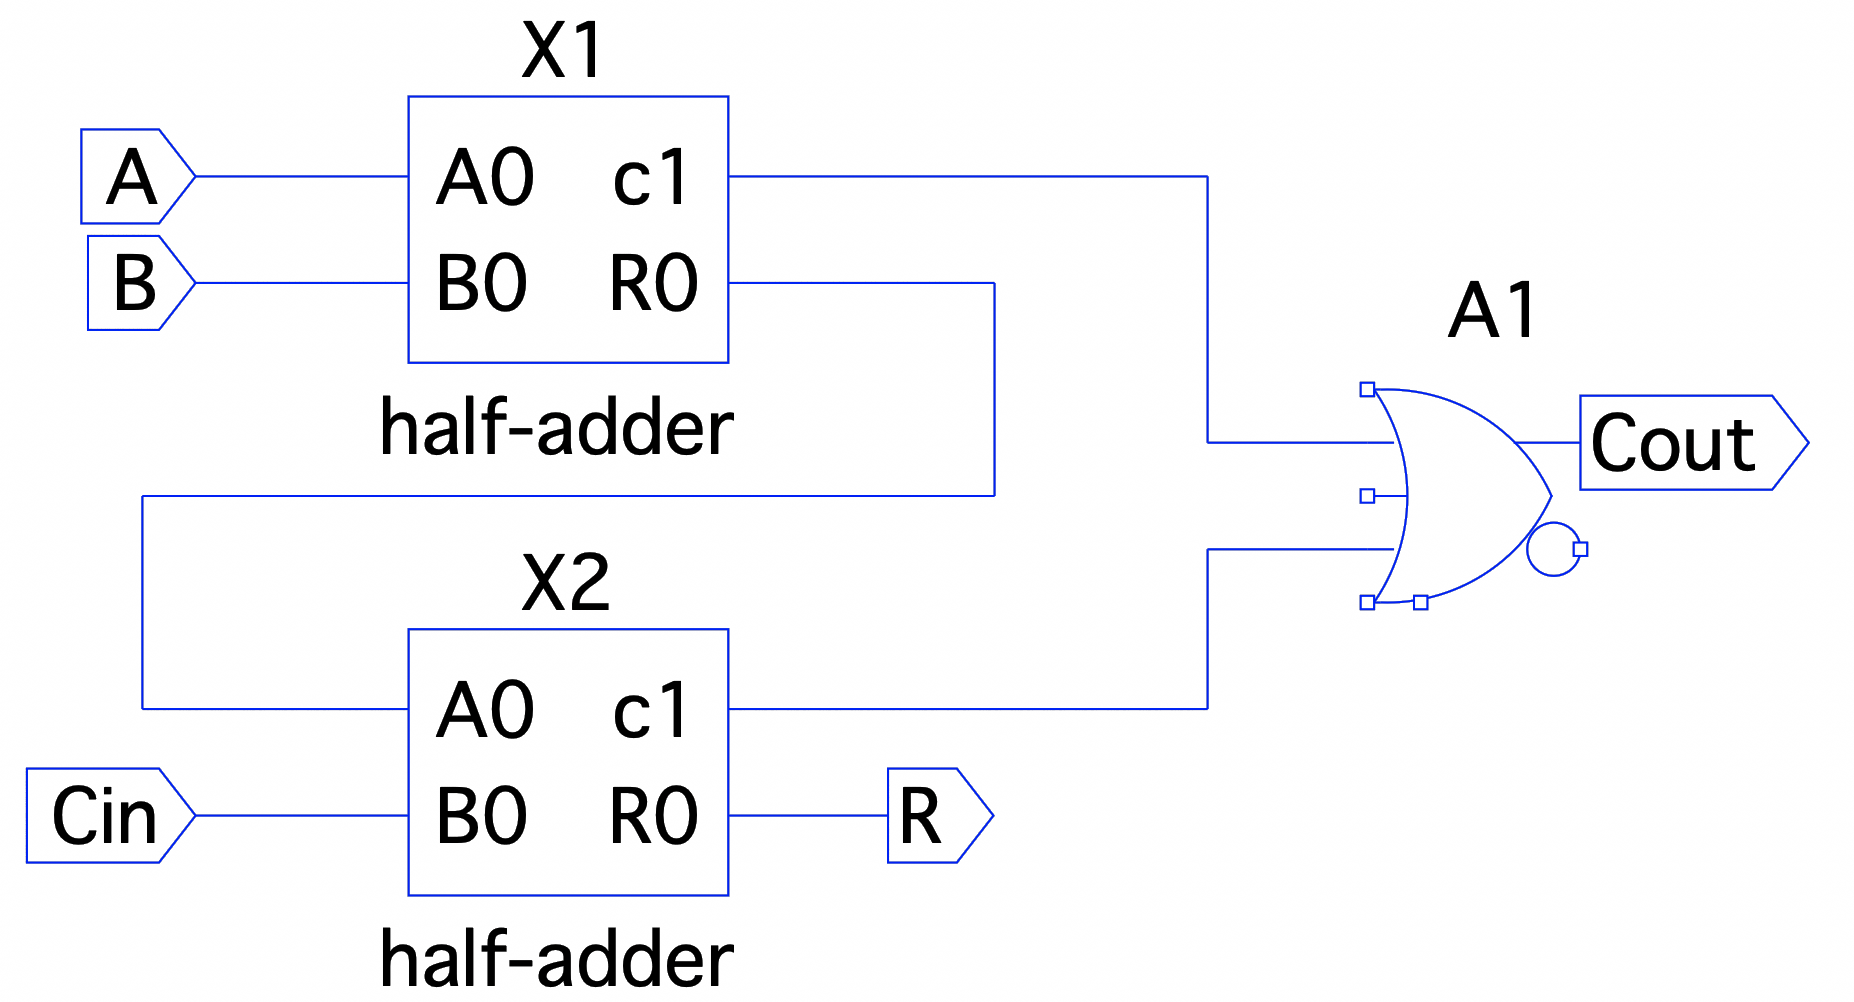 X1
A A0 c1
B B0 R0
half-adder
A1
Cout
X2
A0 c1
Cin B0 R0 R
half-adder